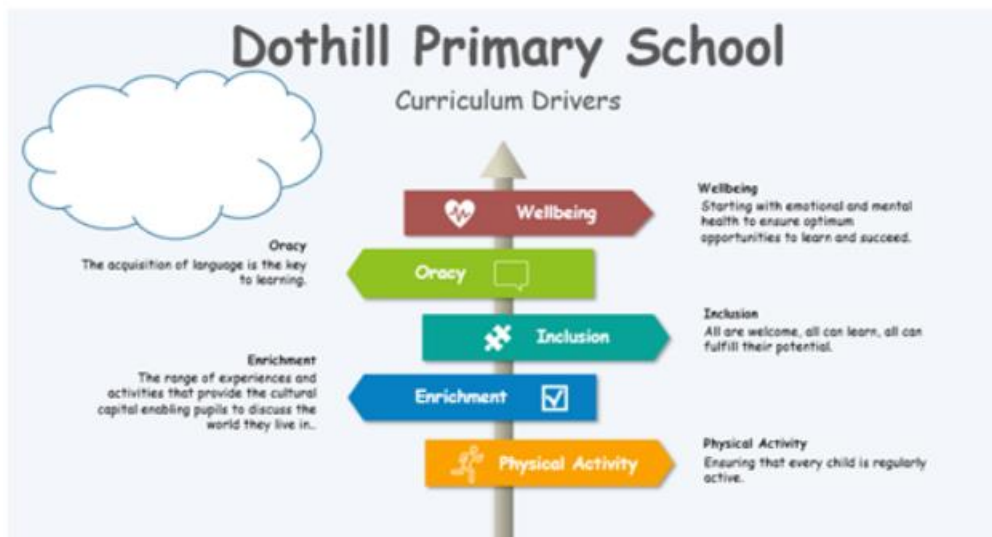 Dothill Primary School
Curriculum Drivers
Wellbeing
Wellbeing
Starting with emotional and mental
health to ensure optimum
opportunities to learn and succeed.
Oracy
The acquisition of language is the key
to learning.
Oracy
Inclusion
Inclusion
All are welcome, all can learn, all can
fulfill their potential.
Enrichment
The range of experiences and
activities that provide the cultural
capital enabling pupils to discuss the
world they live in..
Enrichment
Physical Activity
Physical Activity
Ensuring that every child is regularly
active.